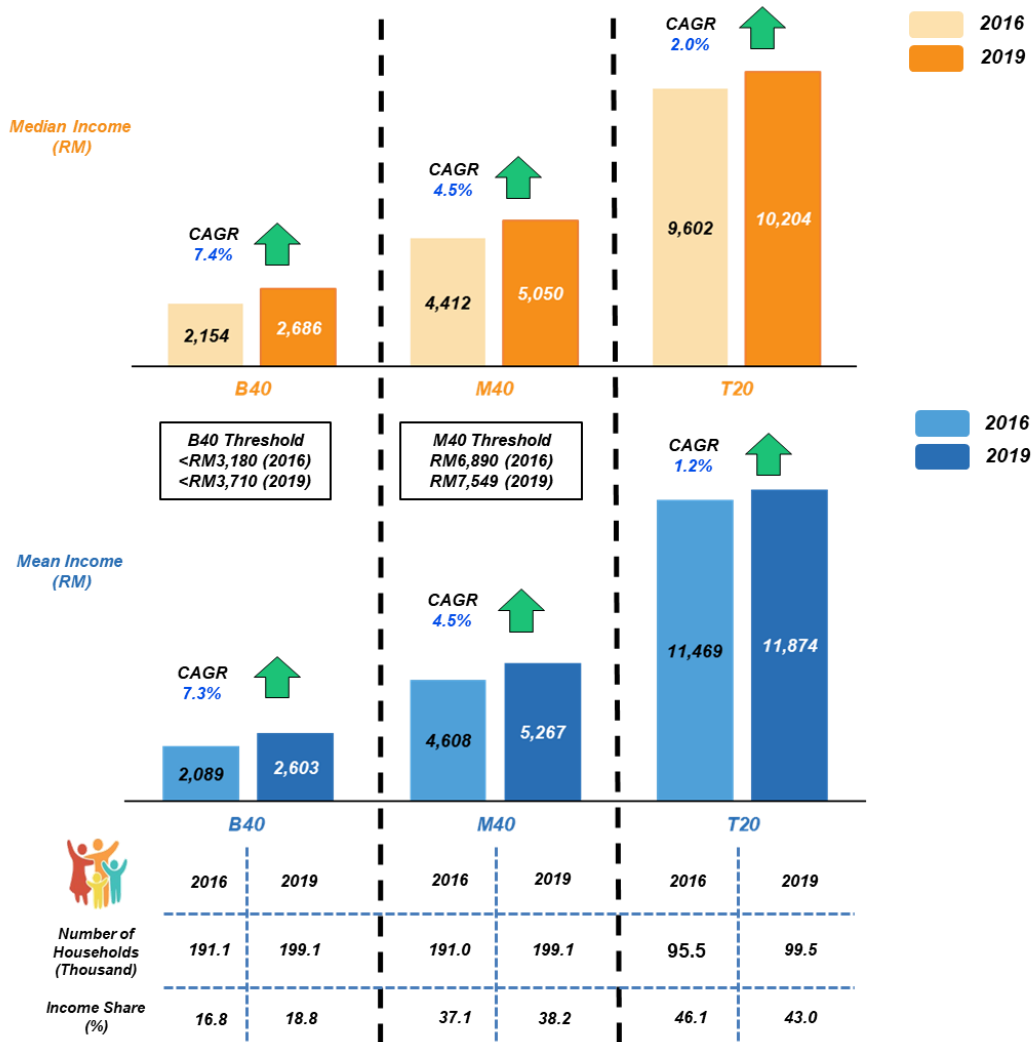 CAGR
2.0%
2016
2019
Median Income
(RM)
CAGR
4.5%
CAGR
7.4%
2,154
2,686
4,412
5,050
9,602
10,204
B40
M40
T20
B40 Threshold
<RM3,180 (2016)
<RM3,710 (2019)
M40 Threshold
RM6,890 (2016)
RM7,549 (2019)
CAGR
1.2%
2016
2019
Mean Income
(RM)
CAGR
4.5%
CAGR
7.3%
2,089
2,603
4,608
5,267
11,469
11,874
B40
M40
T20
2016 2019 2016 2019 2016 2019
Number of
Households
(Thousand)
191.1 199.1 191.0 199.1 95.5 99.5
Income Share
(%)
16.8 18.8 37.1 38.2 46.1 43.0